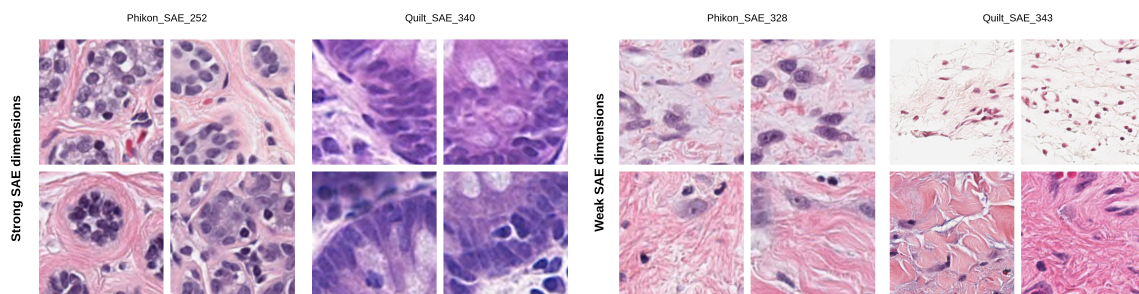 Phikon_SAE_252
Quilt_SAE_340
Phikon_SAE_328
Quilt_SAE_343
Strong SAE dimensions
Weak SAE dimensions